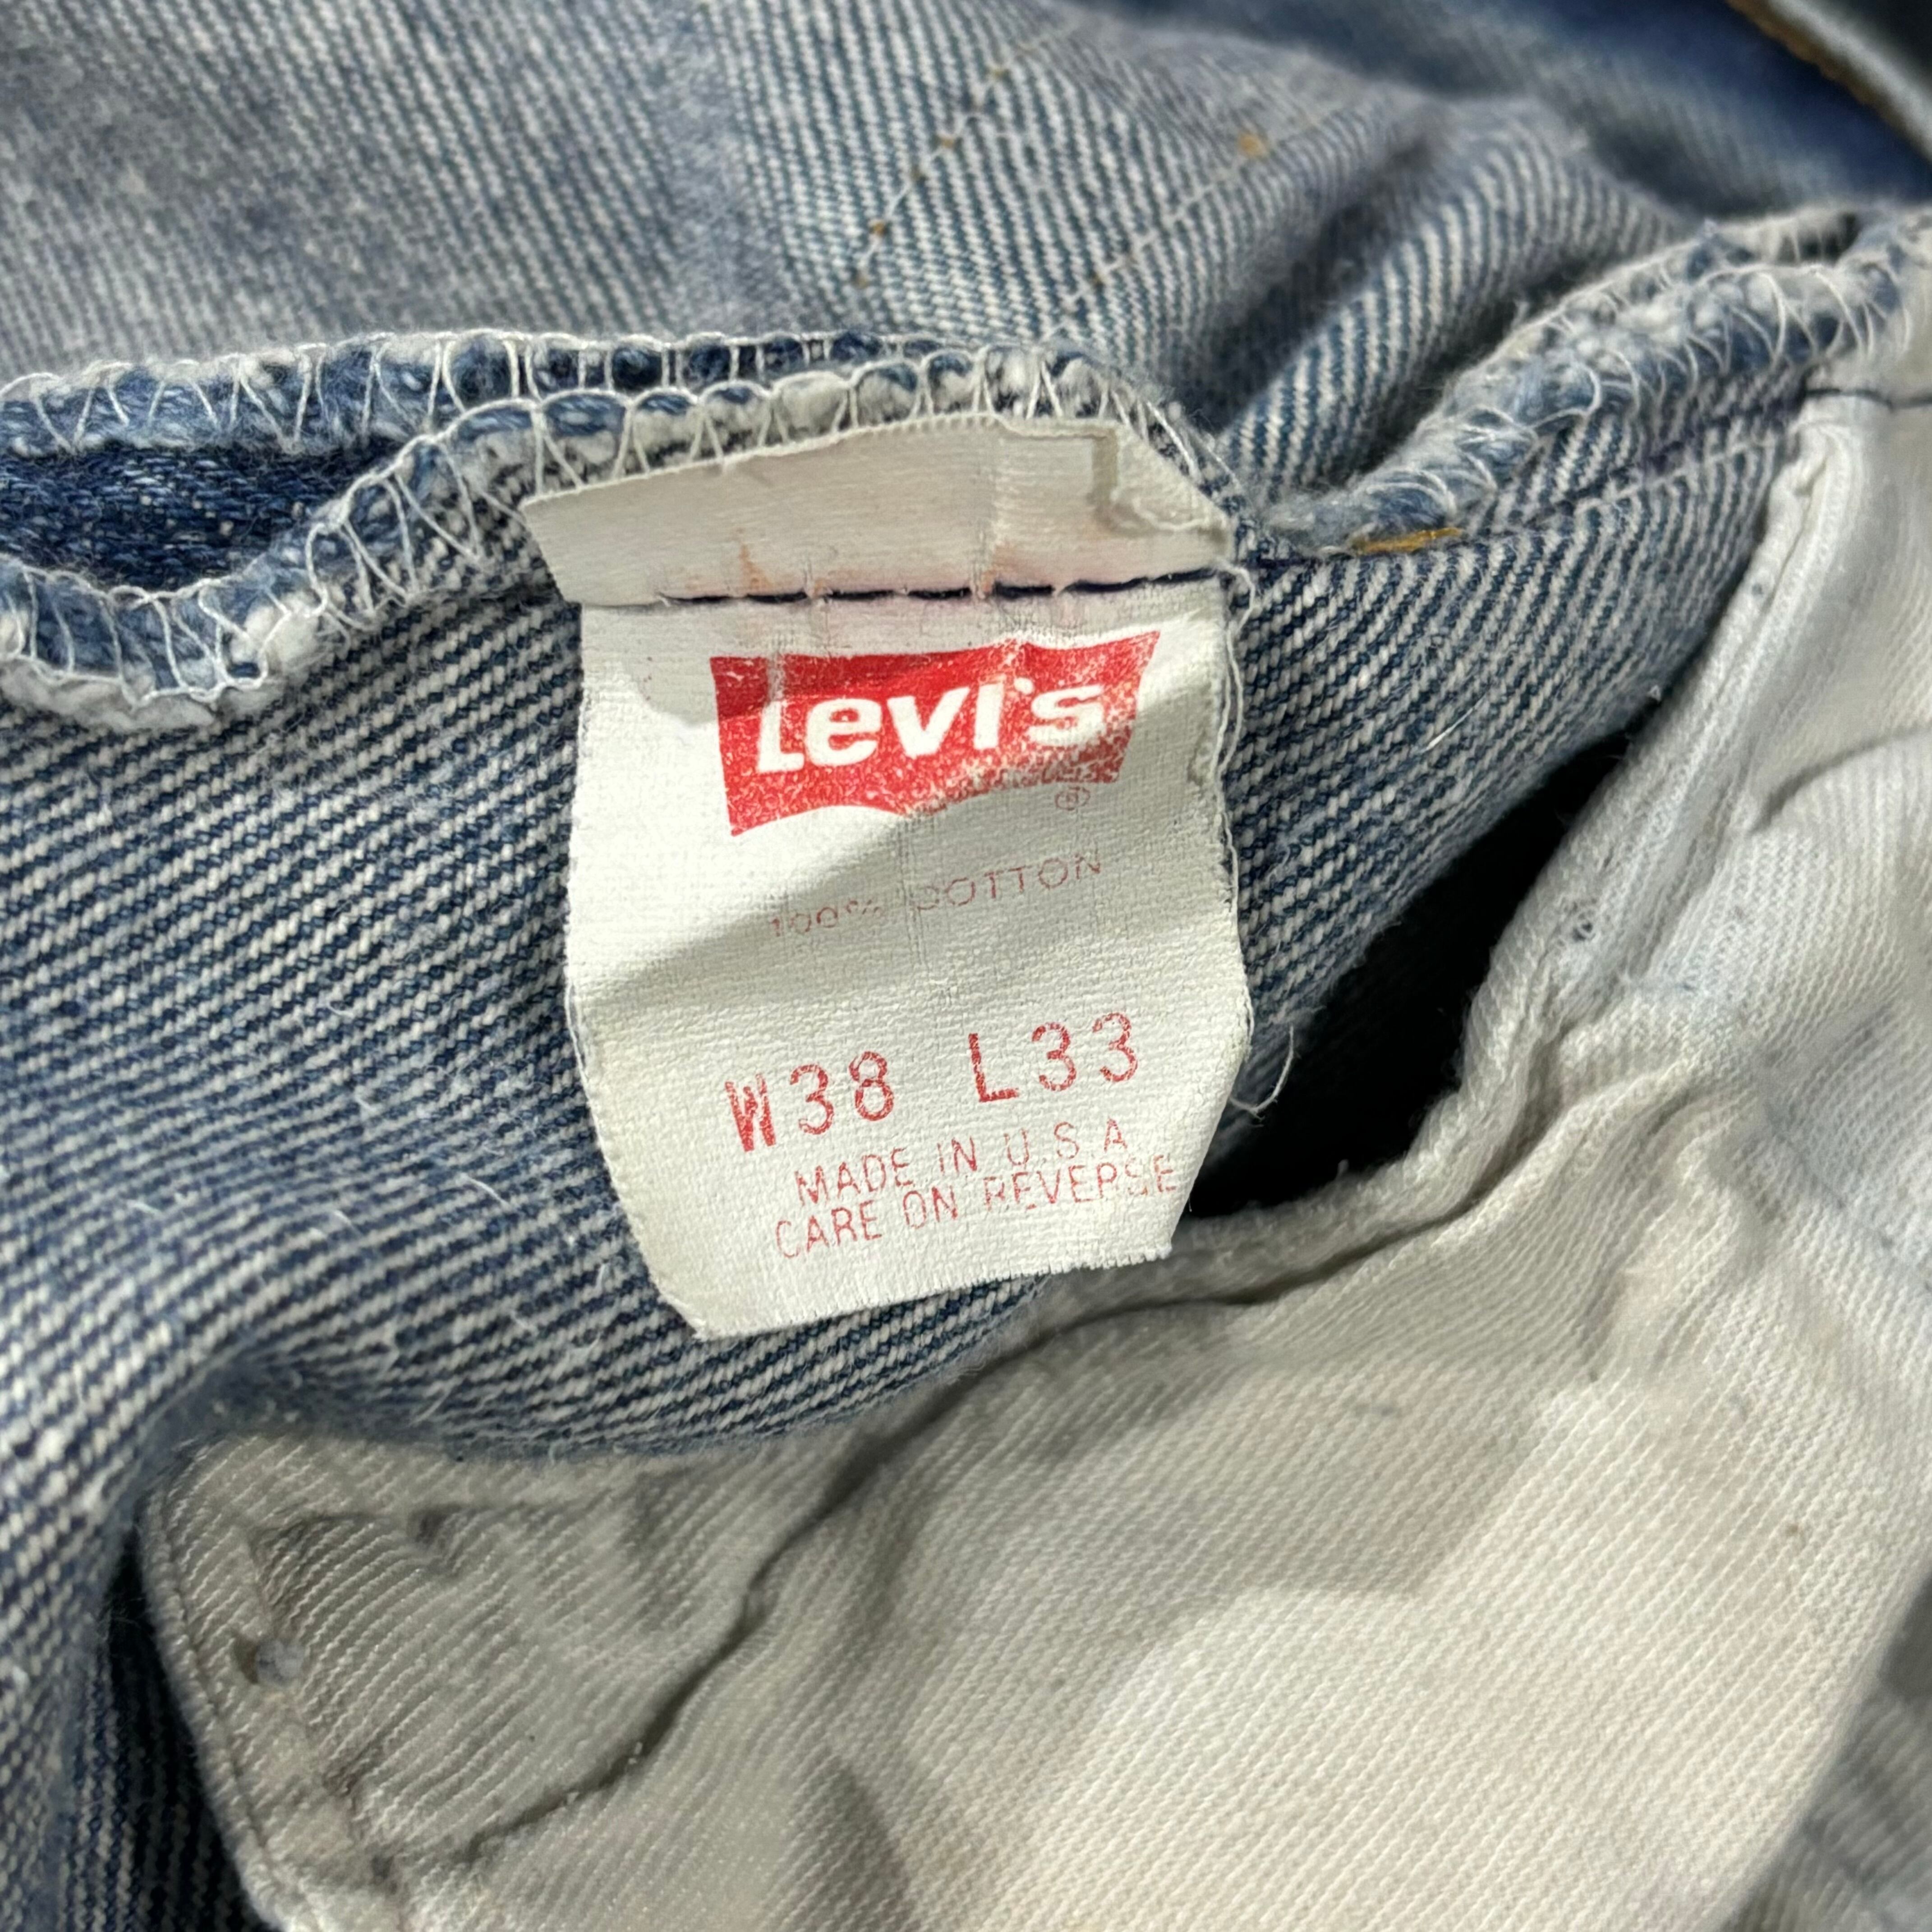 Levi's
®
100% COTTON
W38 L33
MADE IN U.S.A
CARE ON REVERSE